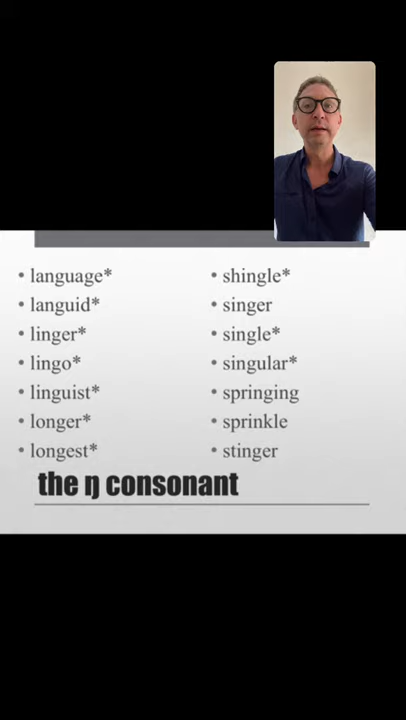 • language*
• languid*
• linger*
• lingo*
• linguist*
• longer*
• longest*
• shingle*
• singer
• single*
• singular*
• springing
• sprinkle
• stinger
the ŋ consonant